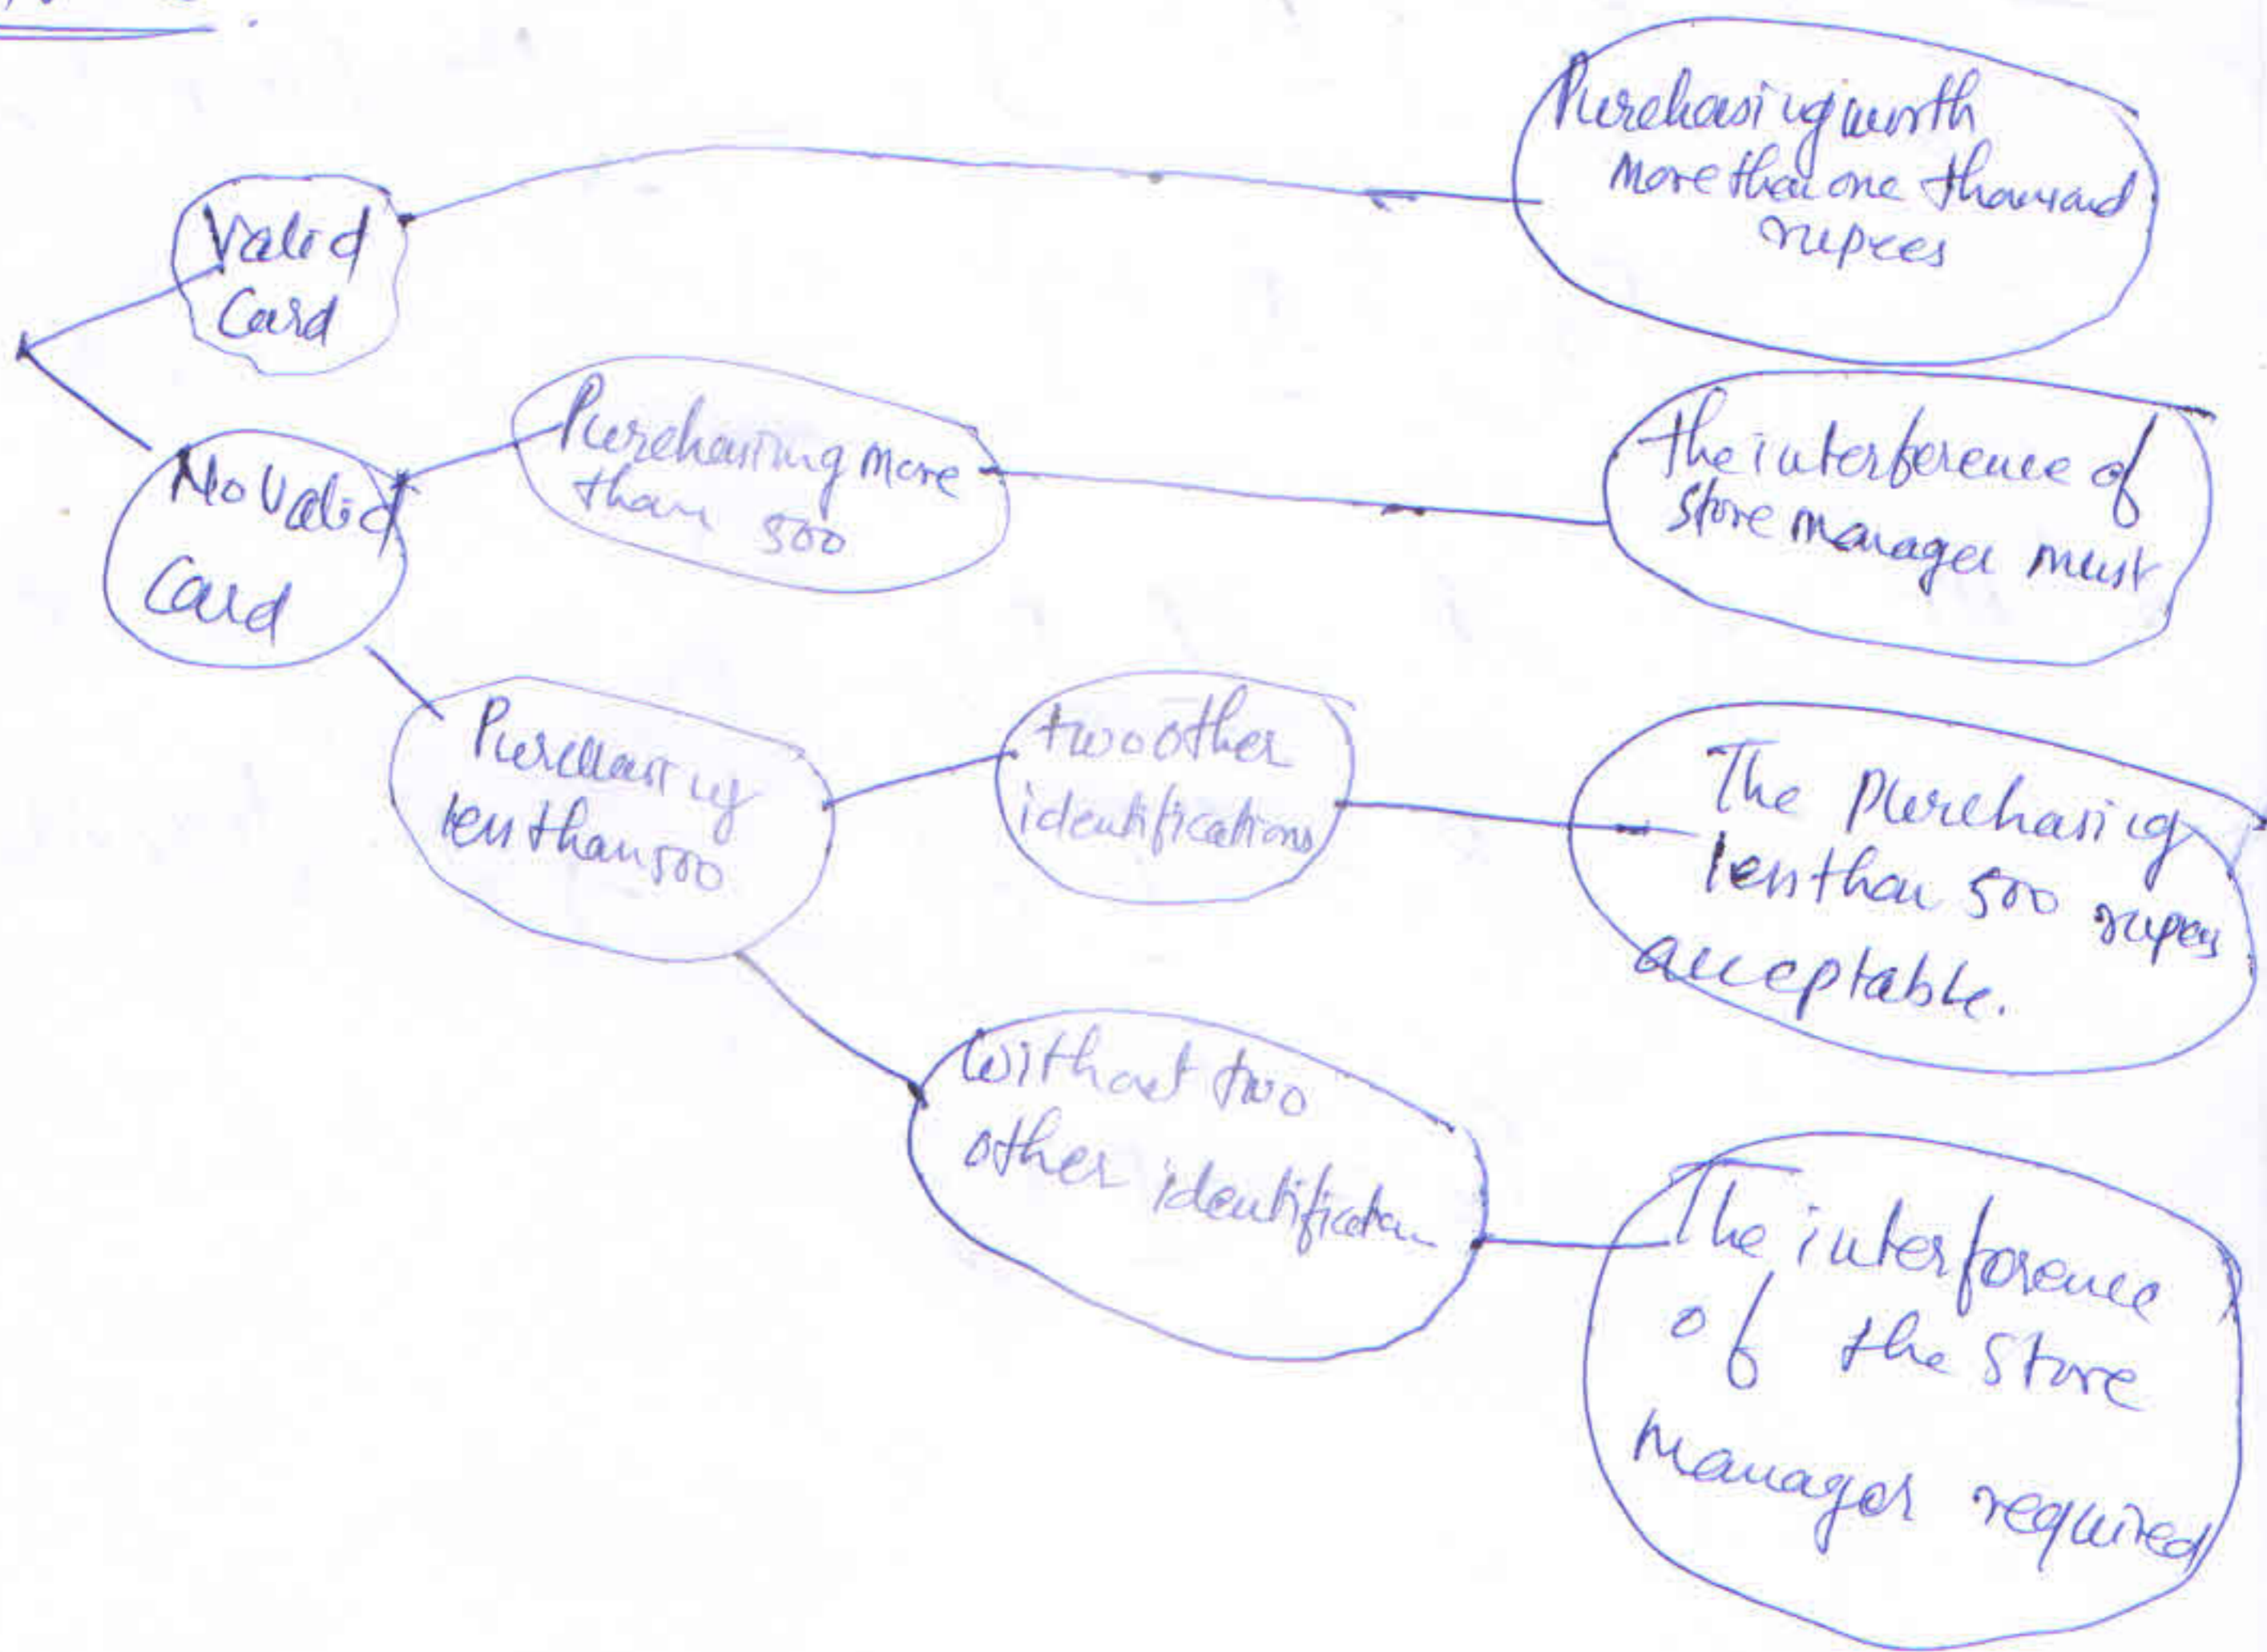 Valid
Card
Purchasing worth
more than one thousand
rupees
No Valid
Card
Purchasing more
than 500
the interference of
store manager must
Purchasing
less than 500
two other
identifications
The purchasing
less than 500 rupees
acceptable.
Without two
other identification
The interference
of the store
manager required